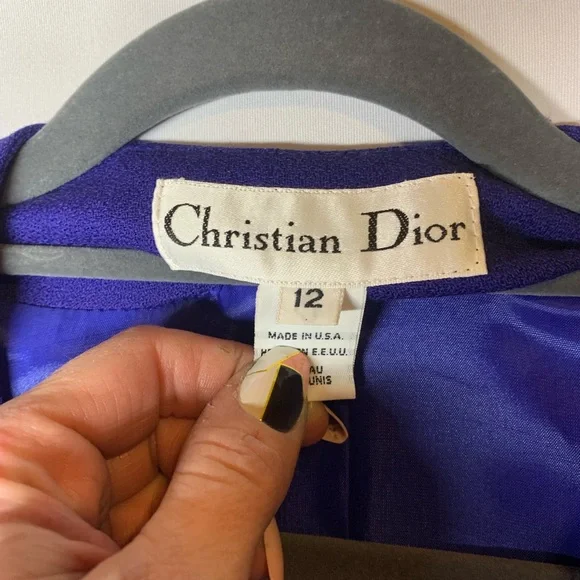 Christian Dior
12
MADE IN U.S.A.
E.E.U.U.
UNIS